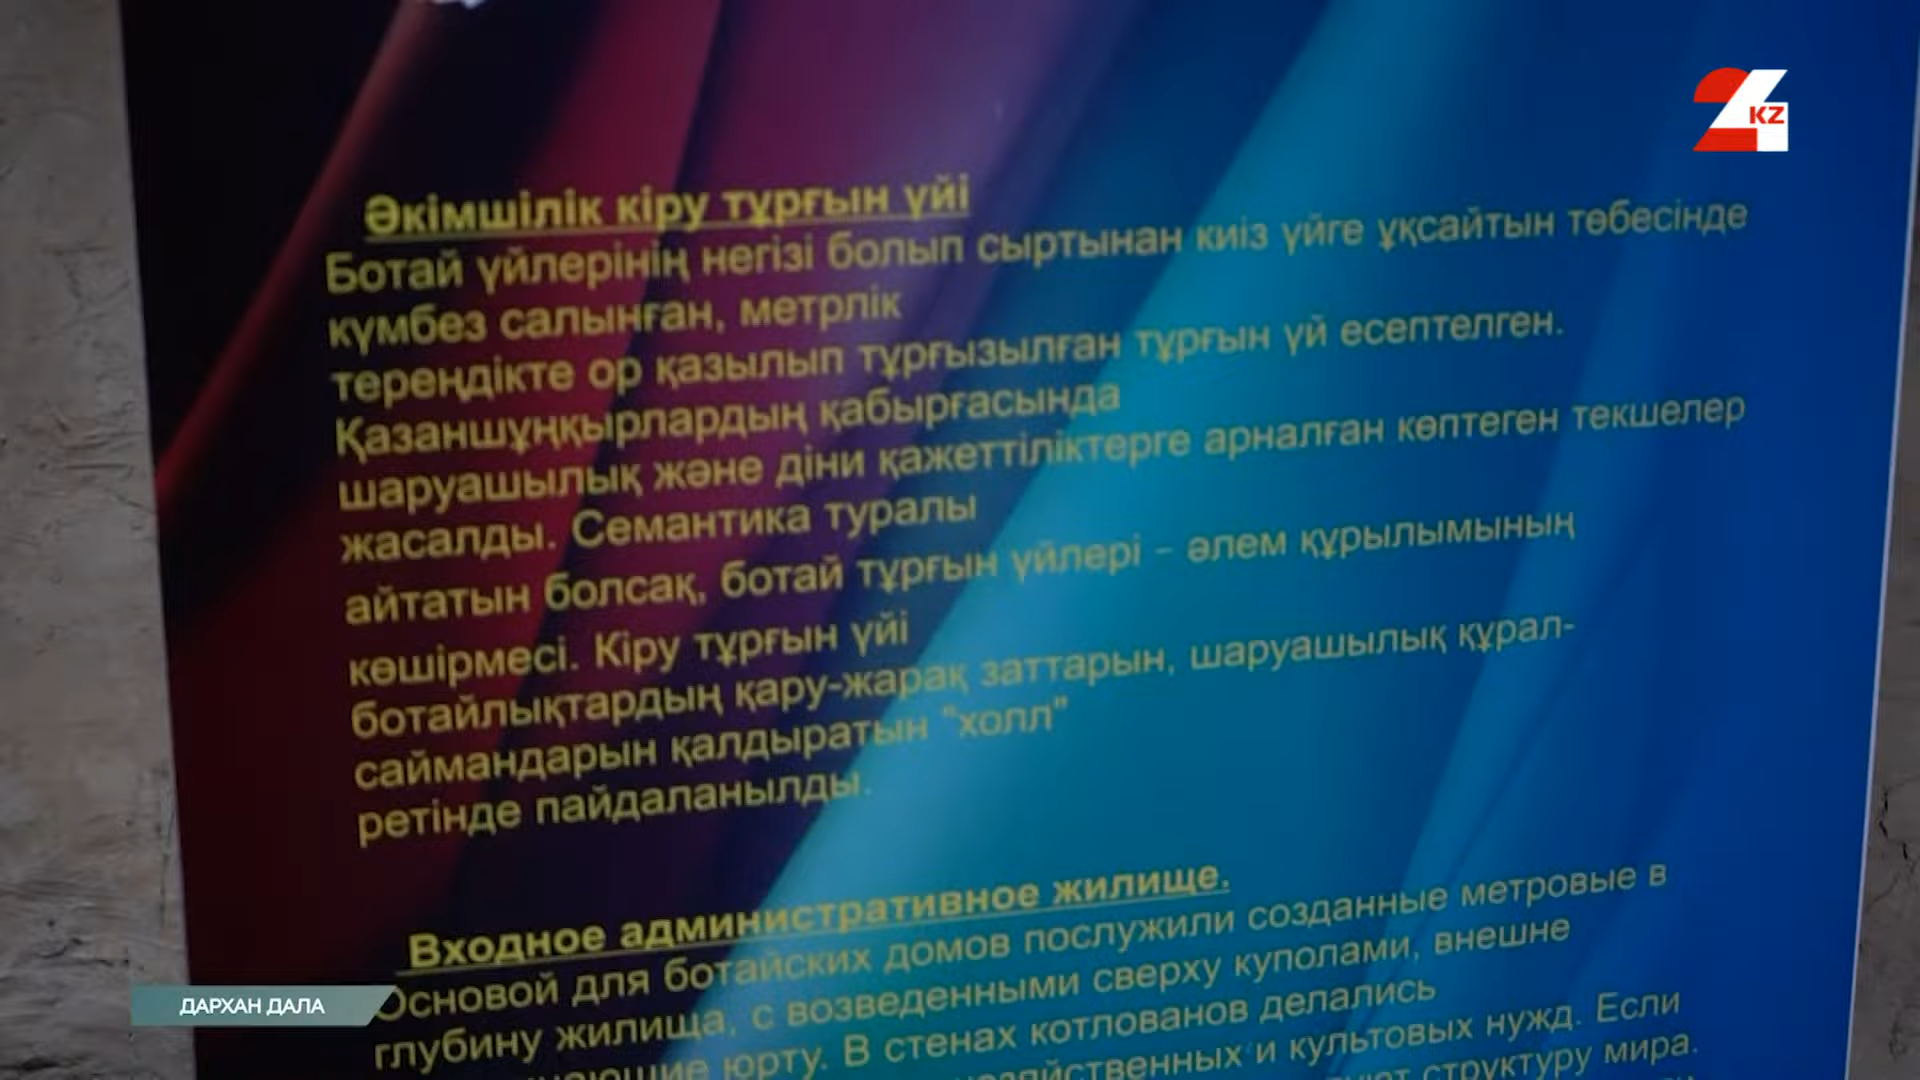 24
KZ
Әкімшілік кіру тұрғын үйі
Ботай үйлерінің негізі болып сыртынан киіз үйге ұқсайтын төбесінде
күмбез салынған, метрлік
тереңдікте ор қазылып тұрғызылған тұрғын үй есептелген.
Қазаншұңқырлардың қабырғасында
шаруашылық және діни қажеттіліктерге арналған көптеген текшелер
жасалды. Семантика туралы
айтатын болсақ, ботай тұрғын үйлері – әлем құрылымының
көшірмесі. Кіру тұрғын үйі
ботайлықтардың қару-жарақ заттарын, шаруашылық құрал-
саймандарын қалдыратын "холл"
ретінде пайдаланылды.
Входное административное жилище.
Основой для ботайских домов послужили созданные метровые в
глубину жилища, с возведенными сверху куполами, внешне
юрту. В стенах котлованов делались
и культовых нужд. Если
структуру мира.
ДАРХАН ДАЛА